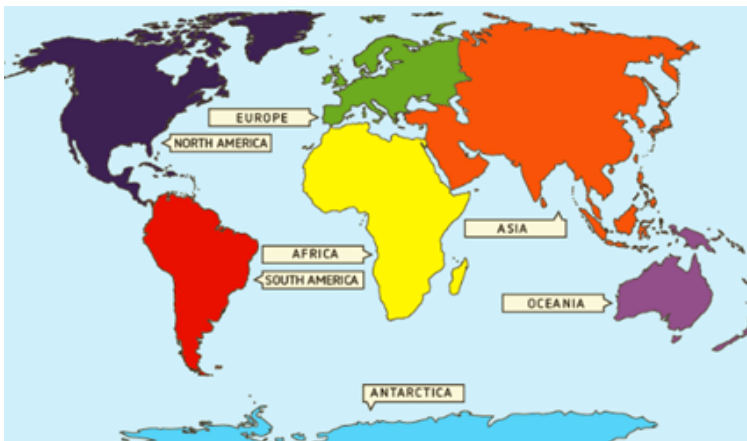 EUROPE
NORTH AMERICA
ASIA
AFRICA
SOUTH AMERICA
OCEANIA
ANTARCTICA